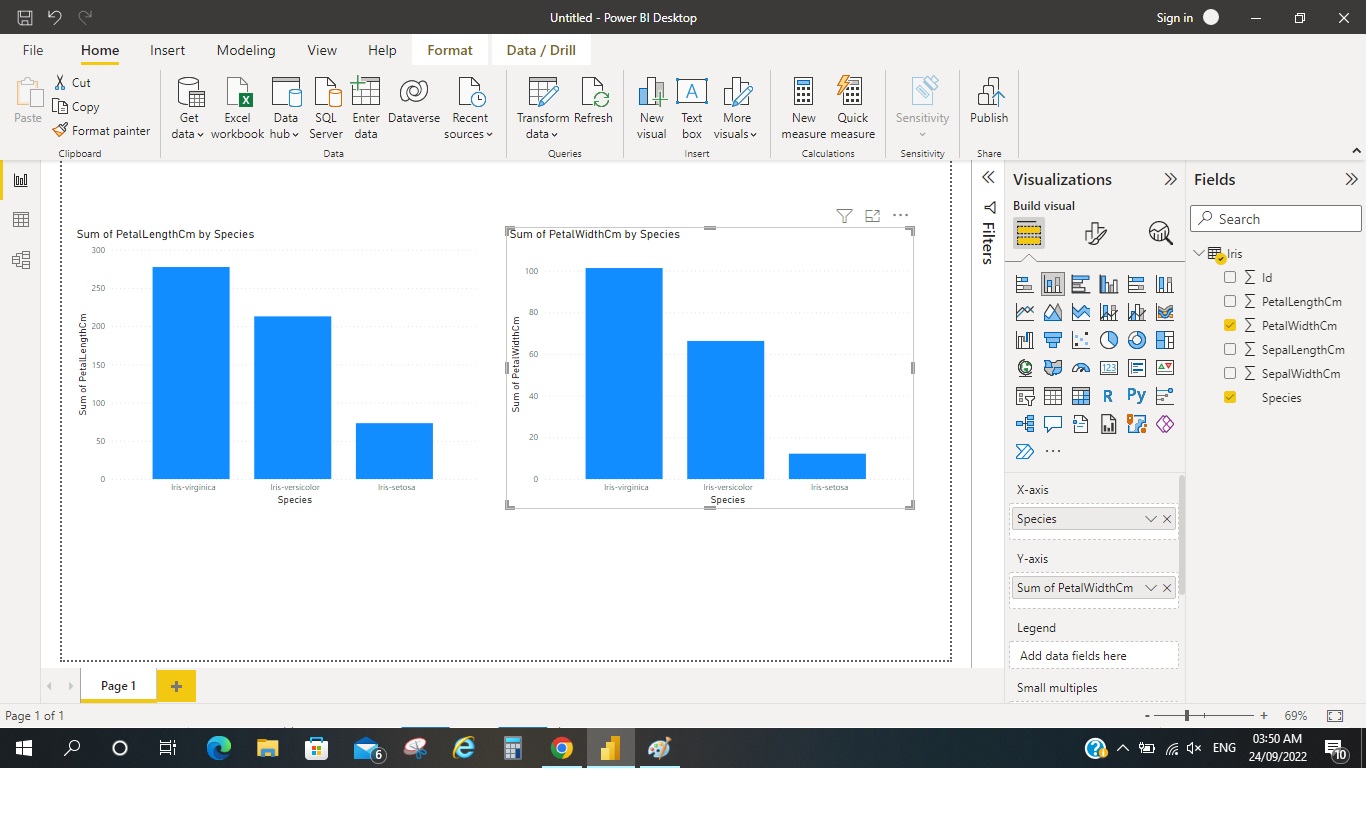 Untitled - Power BI Desktop
Sign in
File Home Insert Modeling View Help Format Data / Drill
Paste
Cut
Copy
Format painter
Clipboard
Get data
Excel workbook
Data hub
SQL Server
Enter data
Dataverse
Recent sources
Data
Transform data
Refresh
Queries
New visual
Text box
More visuals
Insert
New measure
Quick measure
Calculations
Sensitivity
Sensitivity
Publish
Share
Sum of PetalLengthCm by Species
300
250
200
150
100
50
0
Sum of PetalLengthCm
Iris-virginica Iris-versicolor Iris-setosa
Species
Sum of PetalWidthCm by Species
100
80
60
40
20
0
Sum of PetalWidthCm
Iris-virginica Iris-versicolor Iris-setosa
Species
Filters
Visualizations
Build visual
123
R Py
X-axis
Species
Y-axis
Sum of PetalWidthCm
Legend
Add data fields here
Small multiples
Fields
Search
Iris
Id
PetalLengthCm
PetalWidthCm
SepalLengthCm
SepalWidthCm
Species
Page 1
Page 1 of 1
- + 69%
6
ENG
03:50 AM
24/09/2022
10